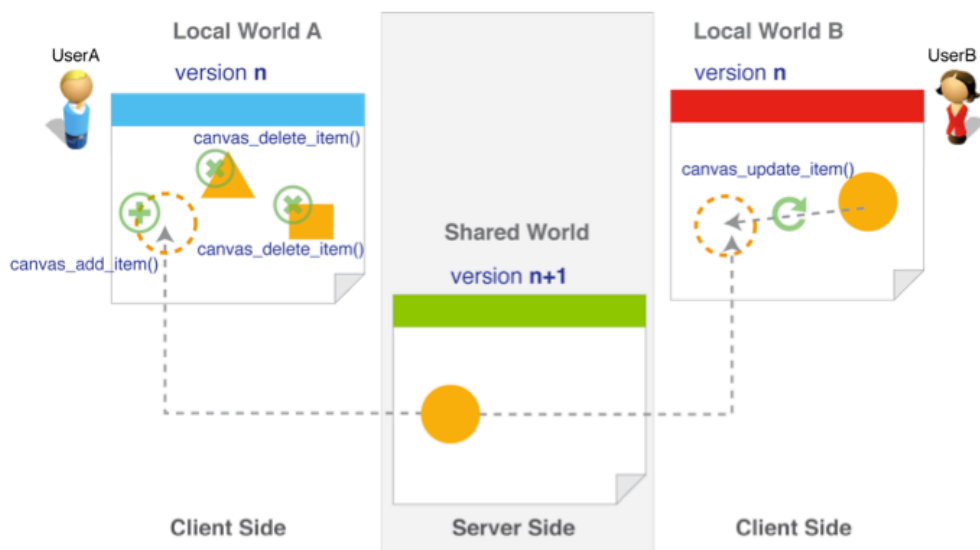 Local World A
Local World B
UserA
UserB
version n
version n
canvas_delete_item()
canvas_update_item()
Shared World
canvas_delete_item()
canvas_add_item()
version n+1
Client Side
Server Side
Client Side